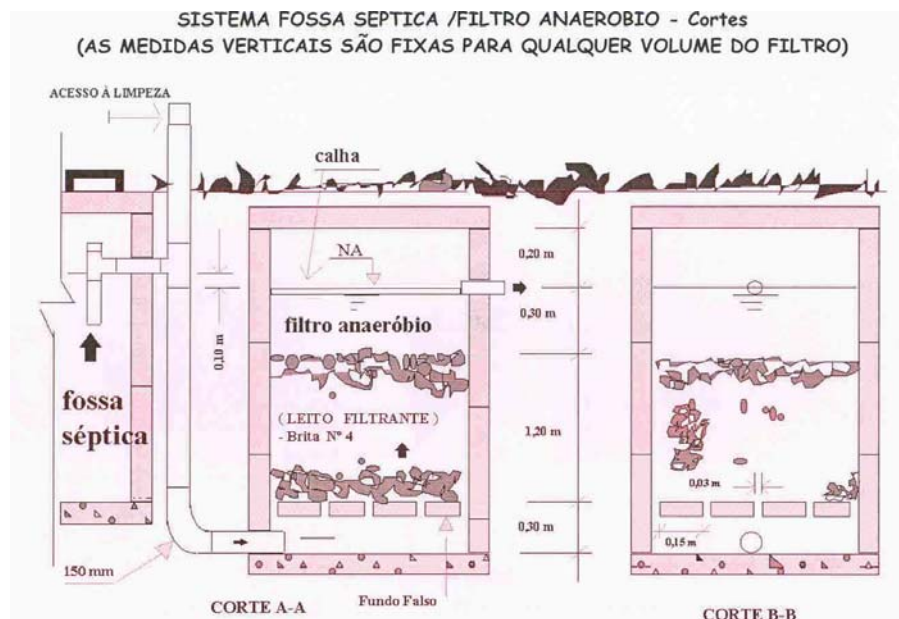 SISTEMA FOSSA SEPTICA /FILTRO ANAEROBIO - Cortes
(AS MEDIDAS VERTICAIS SÃO FIXAS PARA QUALQUER VOLUME DO FILTRO)
ACESSO À LIMPEZA
calha
NA
0,20 m
0,30 m
filtro anaeróbio
0,10 m
fossa
séptica
(LEITO FILTRANTE)
- Brita Nº 4
1,20 m
0,03 m
0,30 m
0,15 m
150 mm
Fundo Falso
CORTE A-A
CORTE B-B